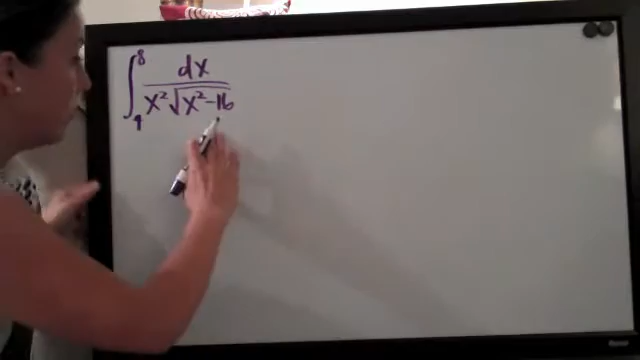 ∫₄⁸ dx / (x²√(x²-16))